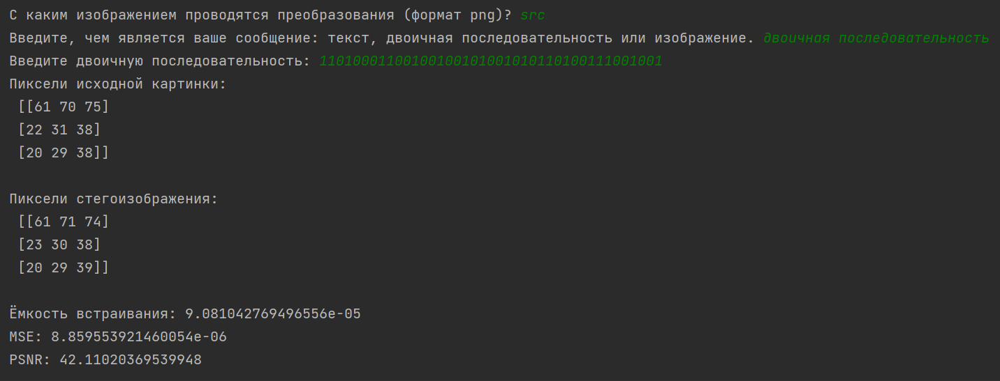 С каким изображением проводятся преобразования (формат png)? src
Введите, чем является ваше сообщение: текст, двоичная последовательность или изображение. двоичная последовательность
Введите двоичную последовательность: 11010001100100100101001010110100111001001
Пиксели исходной картинки:
[[61 70 75]
[22 31 38]
[20 29 38]]
Пиксели стегоизображения:
[[61 71 74]
[23 30 38]
[20 29 39]]
Ёмкость встраивания: 9.081042769496556e-05
MSE: 8.859553921460054e-06
PSNR: 42.11020369539948